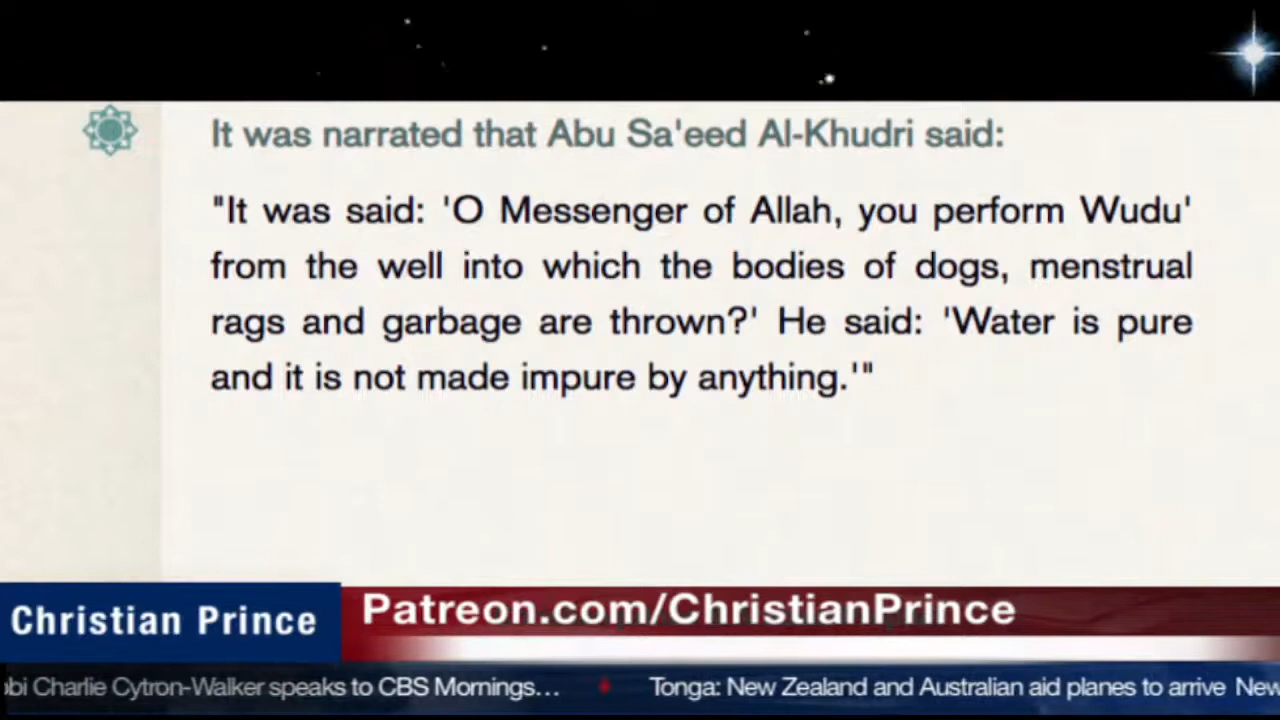 It was narrated that Abu Sa'eed Al-Khudri said:
"It was said: 'O Messenger of Allah, you perform Wudu'
from the well into which the bodies of dogs, menstrual
rags and garbage are thrown?' He said: 'Water is pure
and it is not made impure by anything.'"
Christian Prince
Patreon.com/ChristianPrince
Charlie Cytron-Walker speaks to CBS Mornings... Tonga: New Zealand and Australian aid planes to arrive